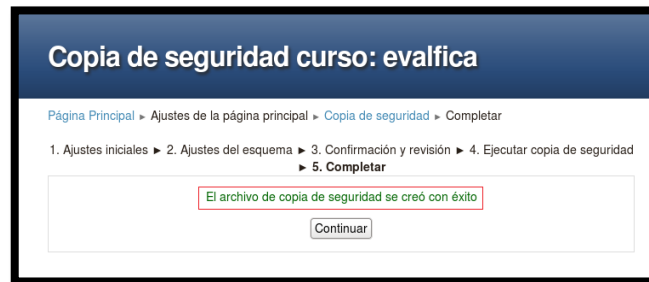 Copia de seguridad curso: evalfica
Página Principal ► Ajustes de la página principal ► Copia de seguridad ► Completar
1. Ajustes iniciales ► 2. Ajustes del esquema ► 3. Confirmación y revisión ► 4. Ejecutar copia de seguridad
► 5. Completar
El archivo de copia de seguridad se creó con éxito
Continuar